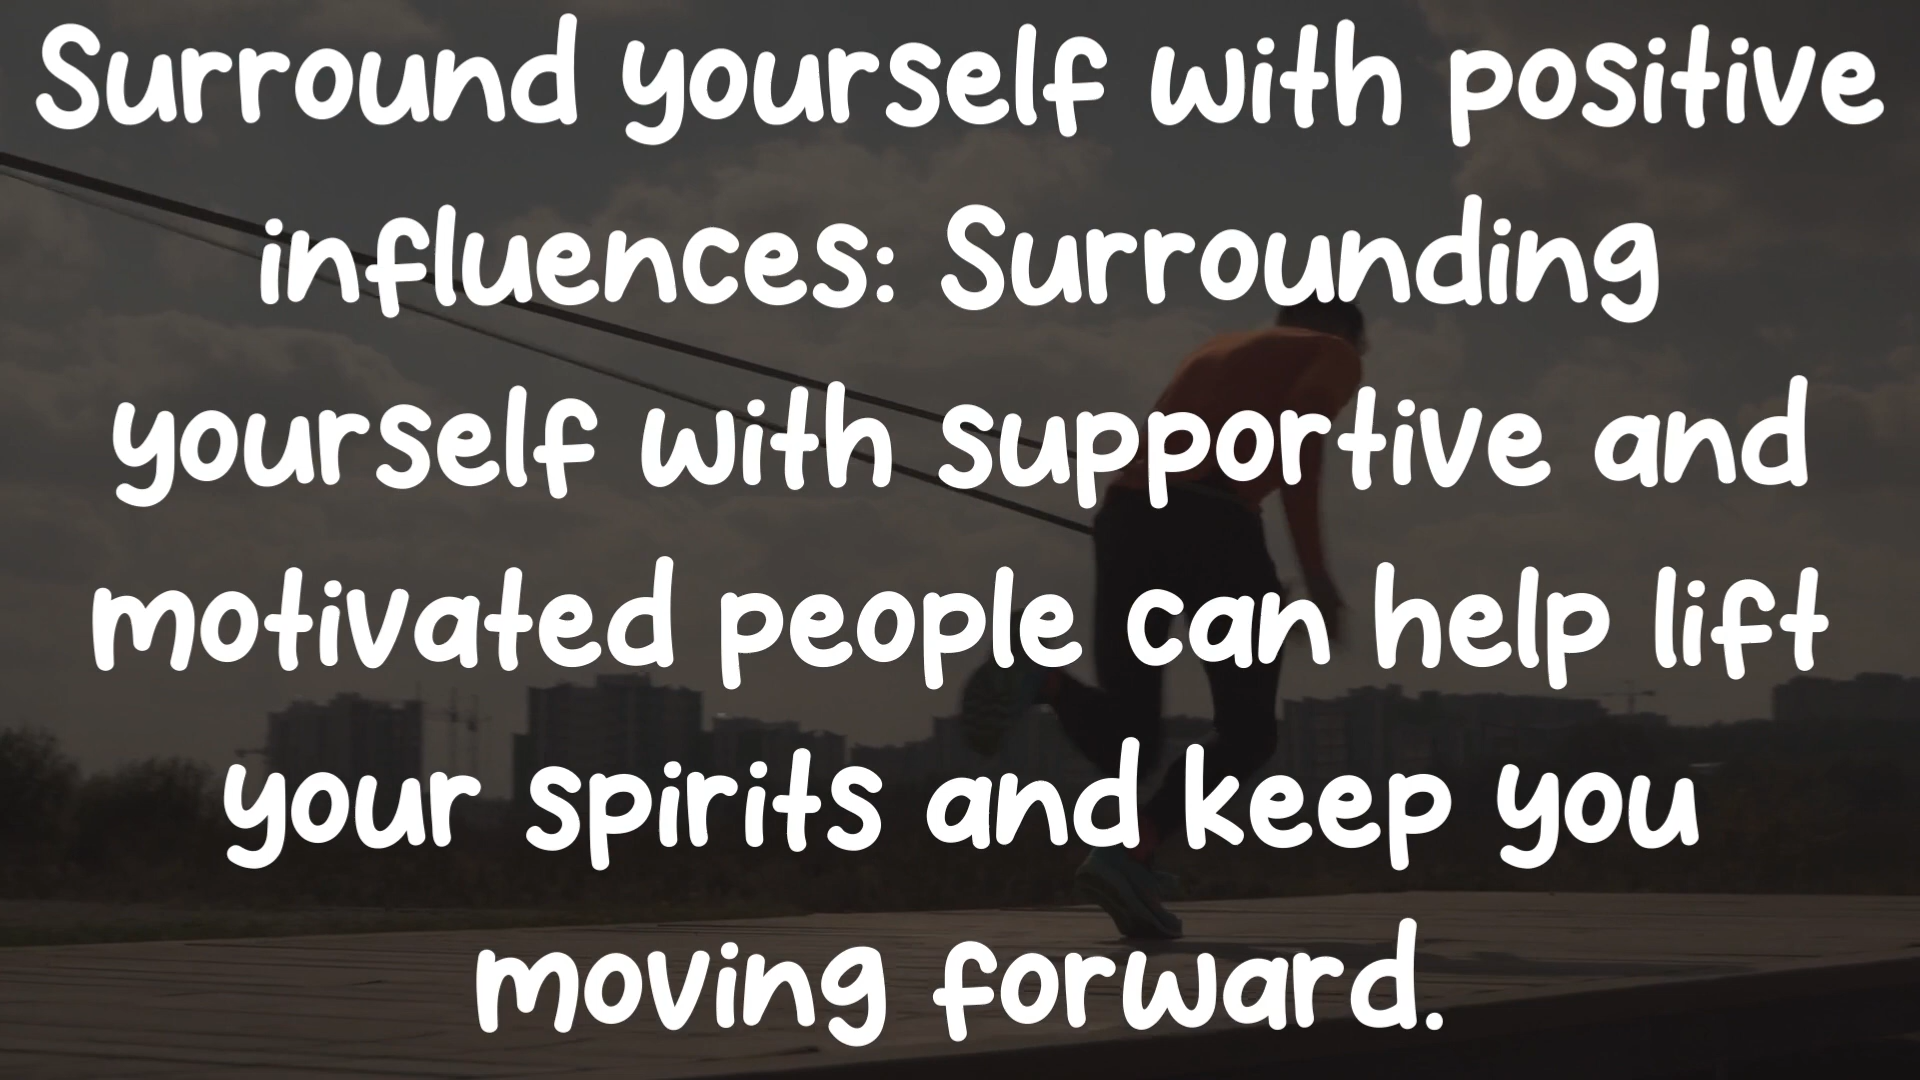 Surround yourself with positive
influences: Surrounding
yourself with supportive and
motivated people can help lift
your spirits and keep you
moving forward.